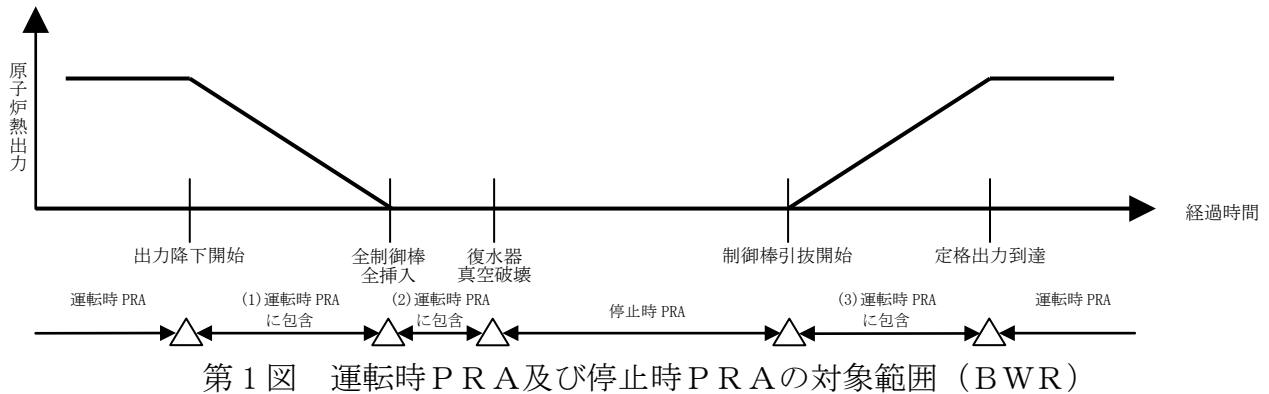 原子炉熱出力
経過時間
出力降下開始
全制御棒
全挿入
復水器
真空破壊
制御棒引抜開始
定格出力到達
運転時 PRA
(1)運転時 PRA
に包含
(2)運転時 PRA
に包含
停止時 PRA
(3)運転時 PRA
に包含
運転時 PRA
第1図　運転時PRA及び停止時PRAの対象範囲（BWR）